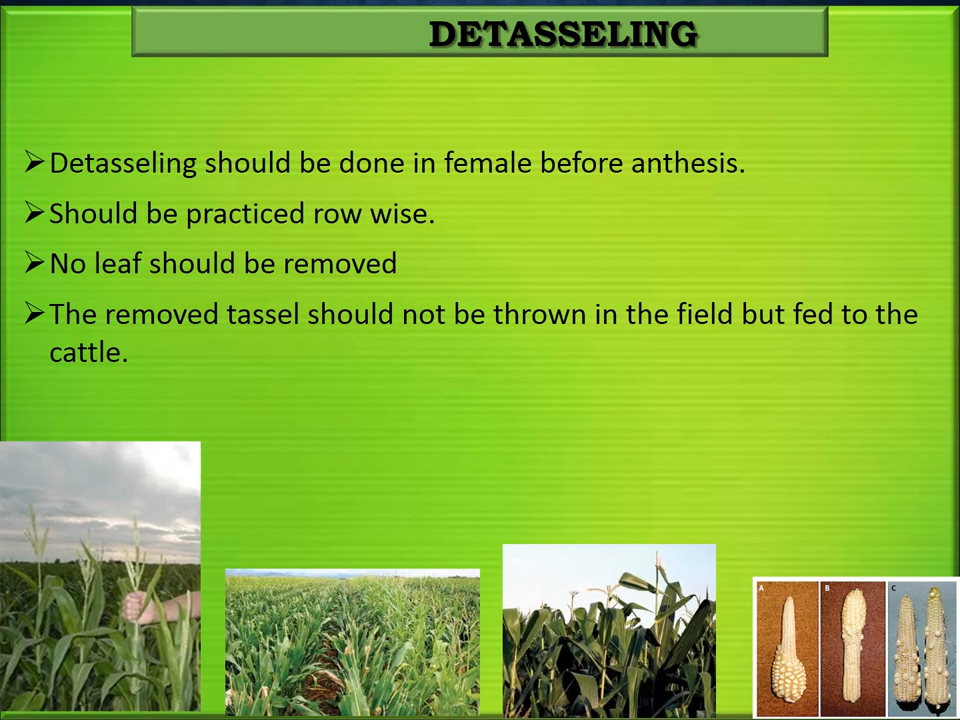 DETASSELING
➢Detasseling should be done in female before anthesis.
➢Should be practiced row wise.
➢No leaf should be removed
➢The removed tassel should not be thrown in the field but fed to the
cattle.
A B C